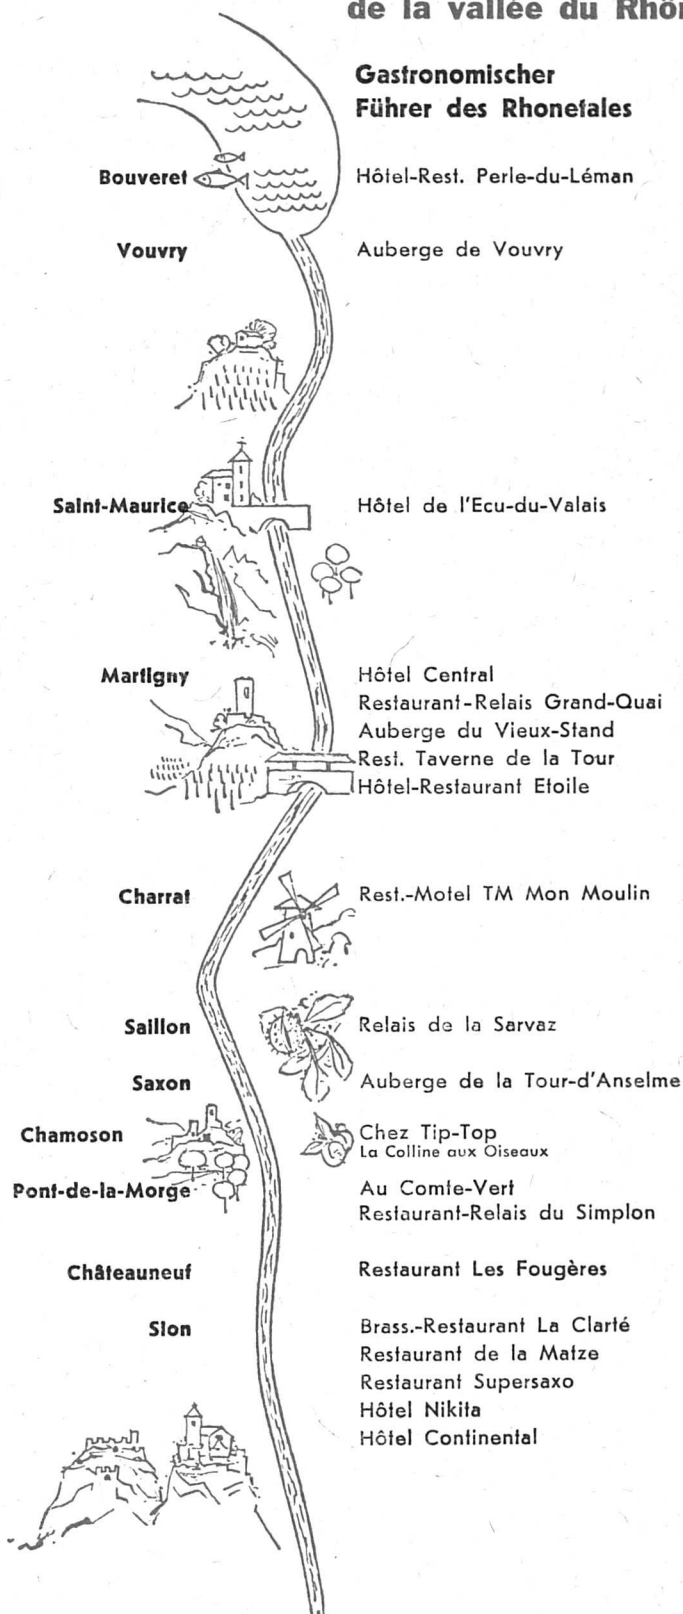 de la vallée du Rhôn
Gastronomischer
Führer des Rhonetales
Bouveret Hôtel-Rest. Perle-du-Léman
Vouvry Auberge de Vouvry
Saint-Maurice Hôtel de l'Ecu-du-Valais
Martigny Hôtel Central
Restaurant-Relais Grand-Quai
Auberge du Vieux-Stand
Rest. Taverne de la Tour
Hôtel-Restaurant Etoile
Charrat Rest.-Motel TM Mon Moulin
Saillon Relais de la Sarvaz
Saxon Auberge de la Tour-d'Anselme
Chamoson Chez Tip-Top
La Colline aux Oiseaux
Pont-de-la-Morge Au Comte-Vert
Restaurant-Relais du Simplon
Châteauneuf Restaurant Les Fougères
Sion Brass.-Restaurant La Clarté
Restaurant de la Matze
Restaurant Supersaxo
Hôtel Nikita
Hôtel Continental